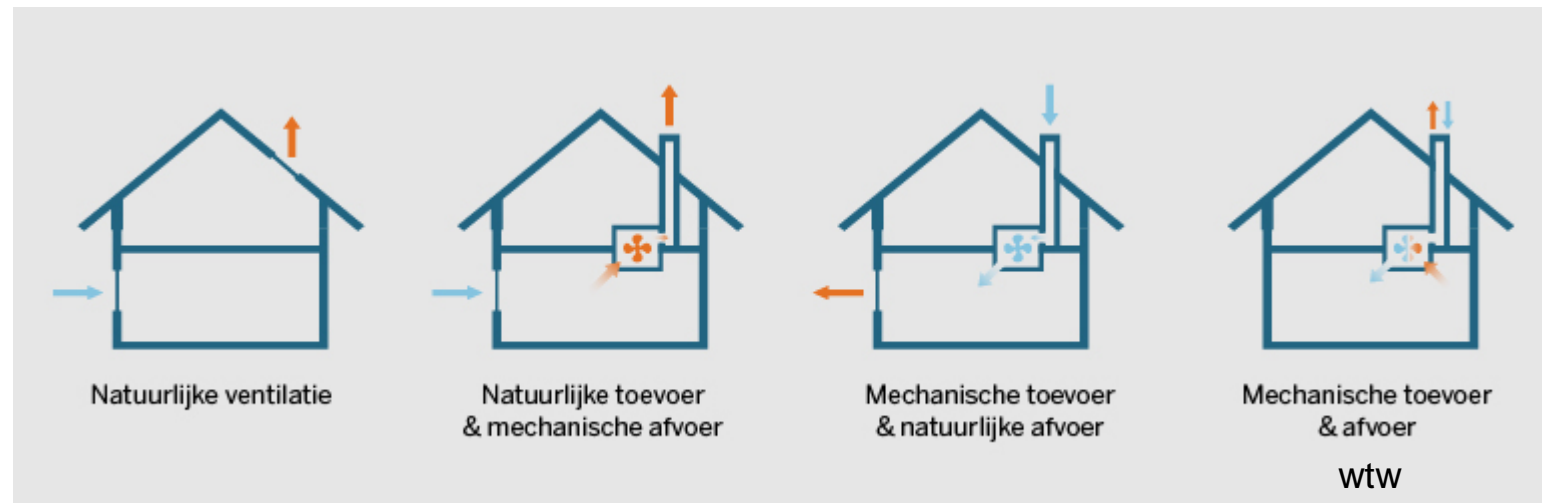 Natuurlijke ventilatie
Natuurlijke toevoer
& mechanische afvoer
Mechanische toevoer
& natuurlijke afvoer
Mechanische toevoer
& afvoer
wtw